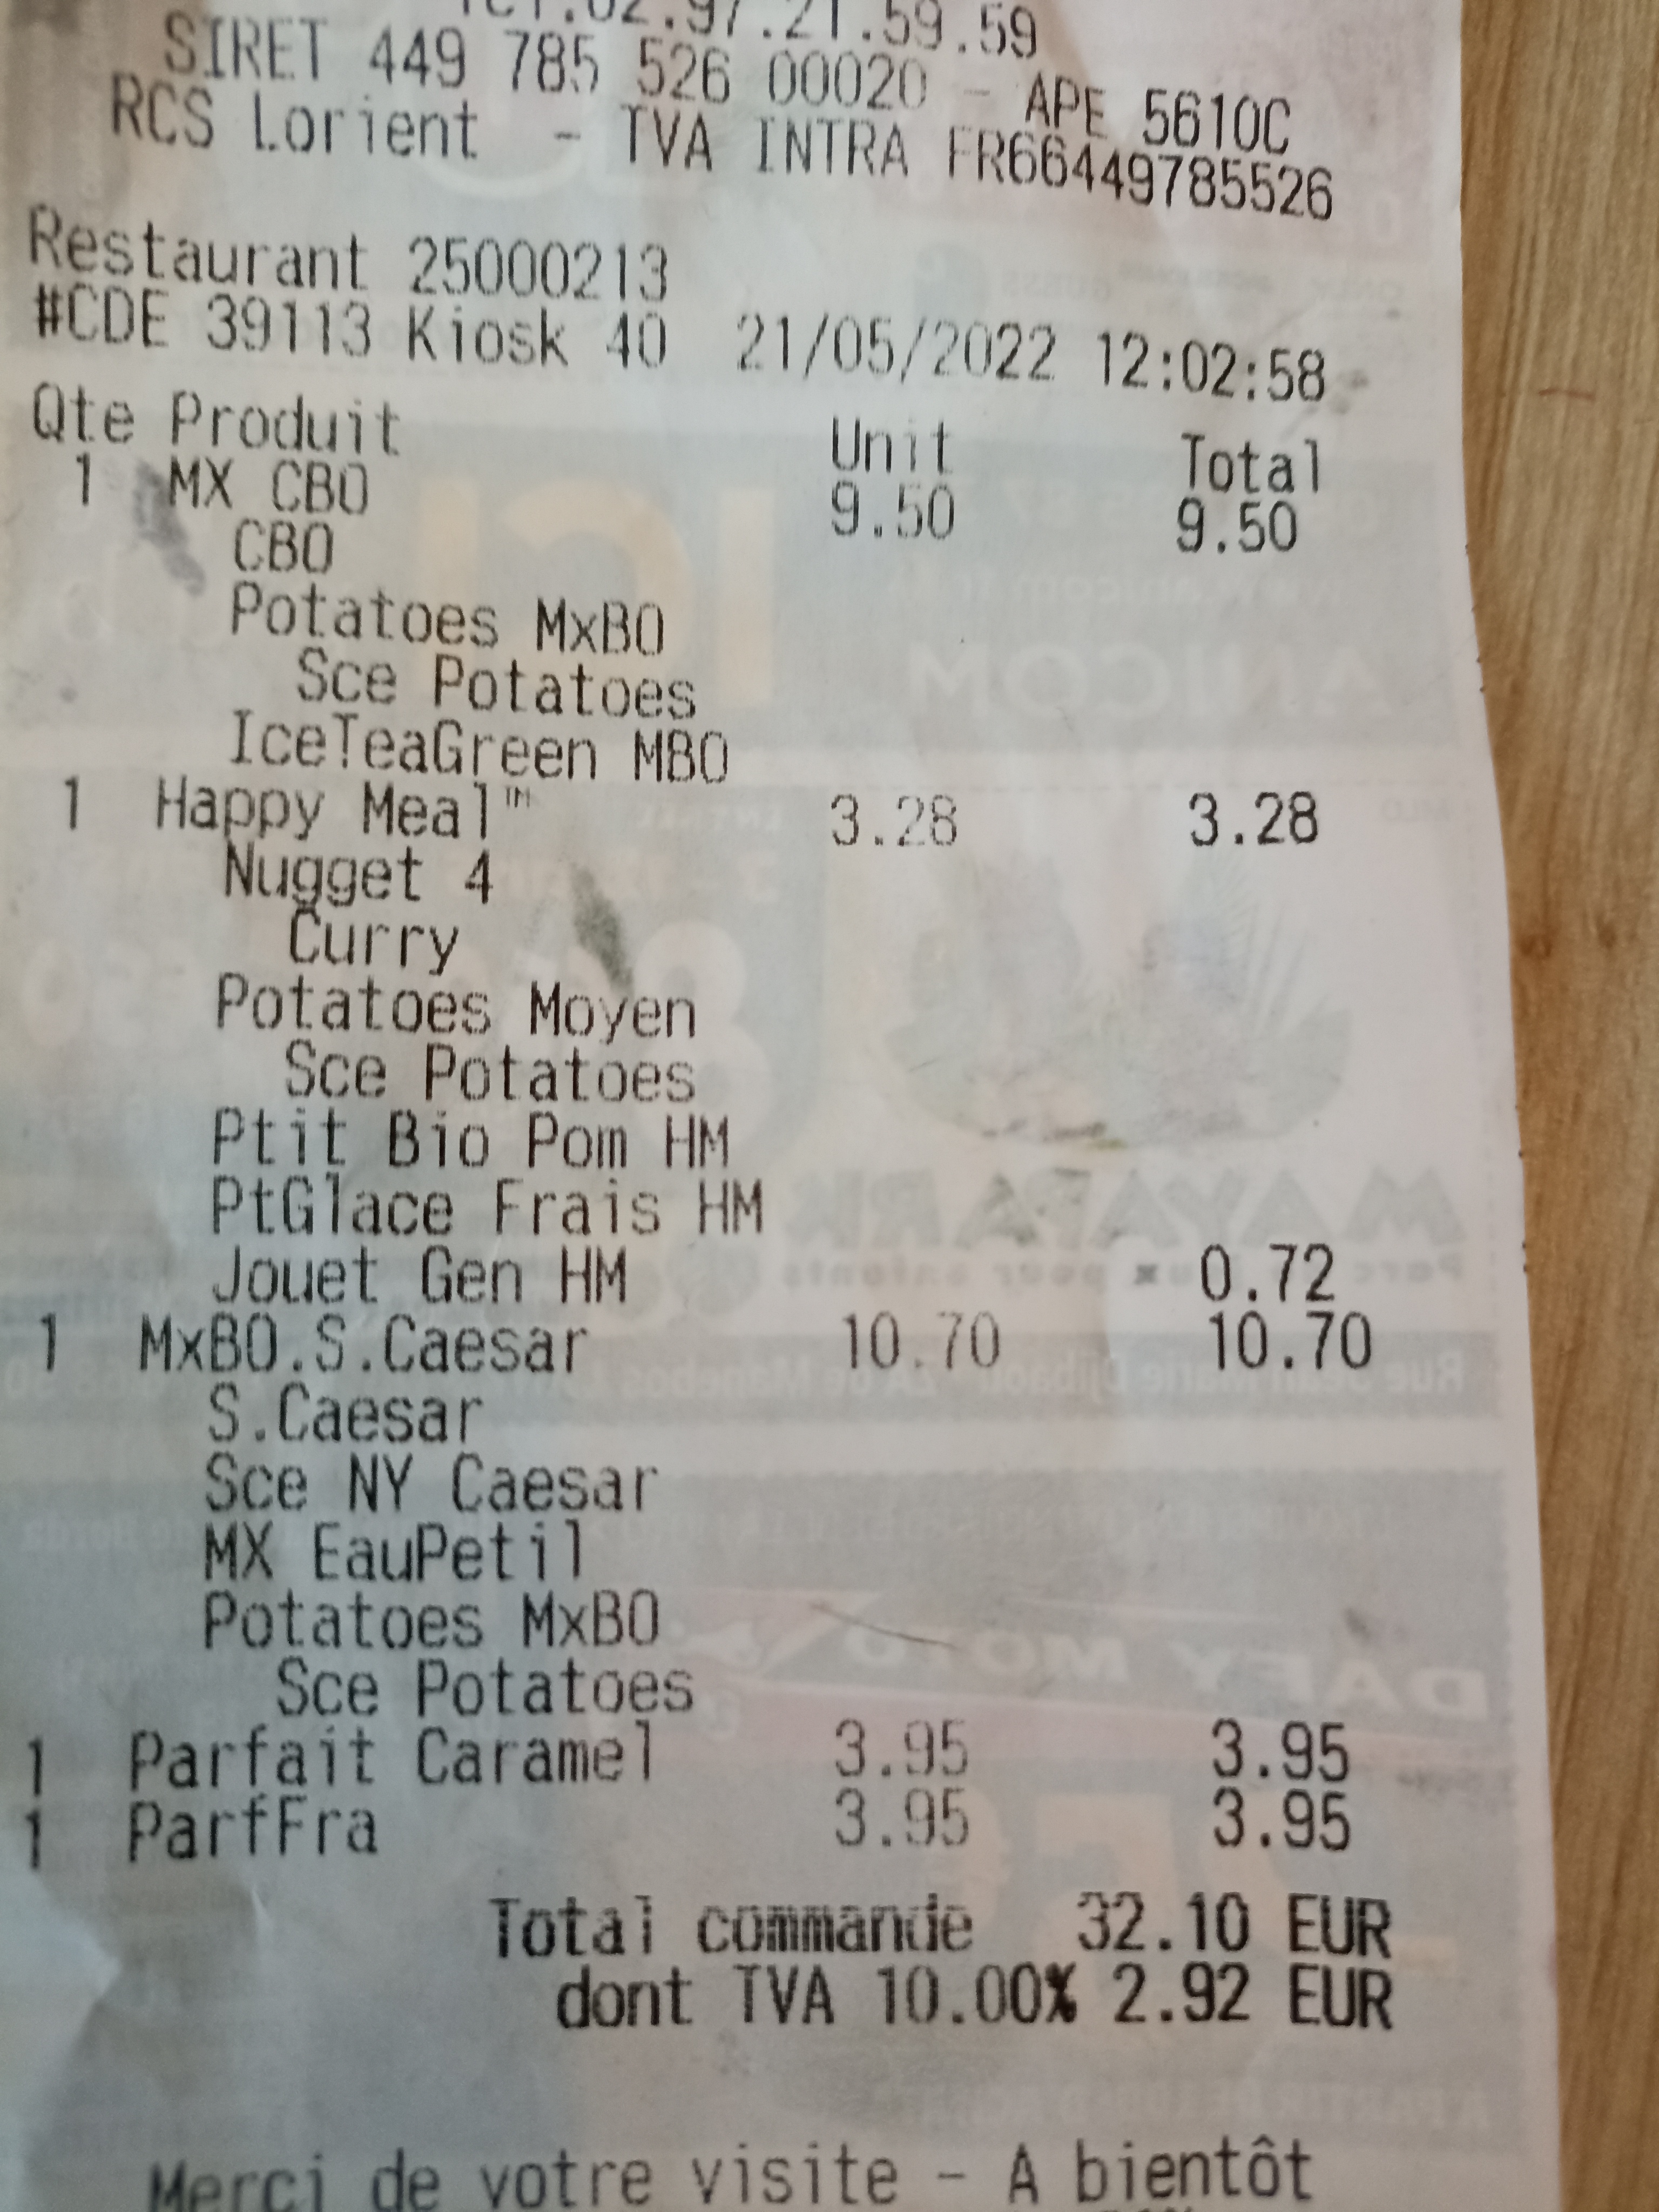 .02.97.21.59.59
SIRET 449 785 526 00020 - APE 5610C
RCS Lorient - TVA INTRA FR66449785526
Restaurant 25000213
#CDE 39113 Kiosk 40 21/05/2022 12:02:58
Qte Produit Unit Total
1 MX CBO 9.50 9.50
CBO
Potatoes MxBO
Sce Potatoes
IceTeaGreen MBO
1 Happy Meal™ 3.28 3.28
Nugget 4
Curry
Potatoes Moyen
Sce Potatoes
Ptit Bio Pom HM
PtGlace Frais HM
Jouet Gen HM 0.72
1 MxBO.S.Caesar 10.70 10.70
S.Caesar
Sce NY Caesar
MX EauPetil
Potatoes MxBO
Sce Potatoes
1 Parfait Caramel 3.95 3.95
1 ParfFra 3.95 3.95
Total commande 32.10 EUR
dont TVA 10.00% 2.92 EUR
Merci de votre visite - A bientôt